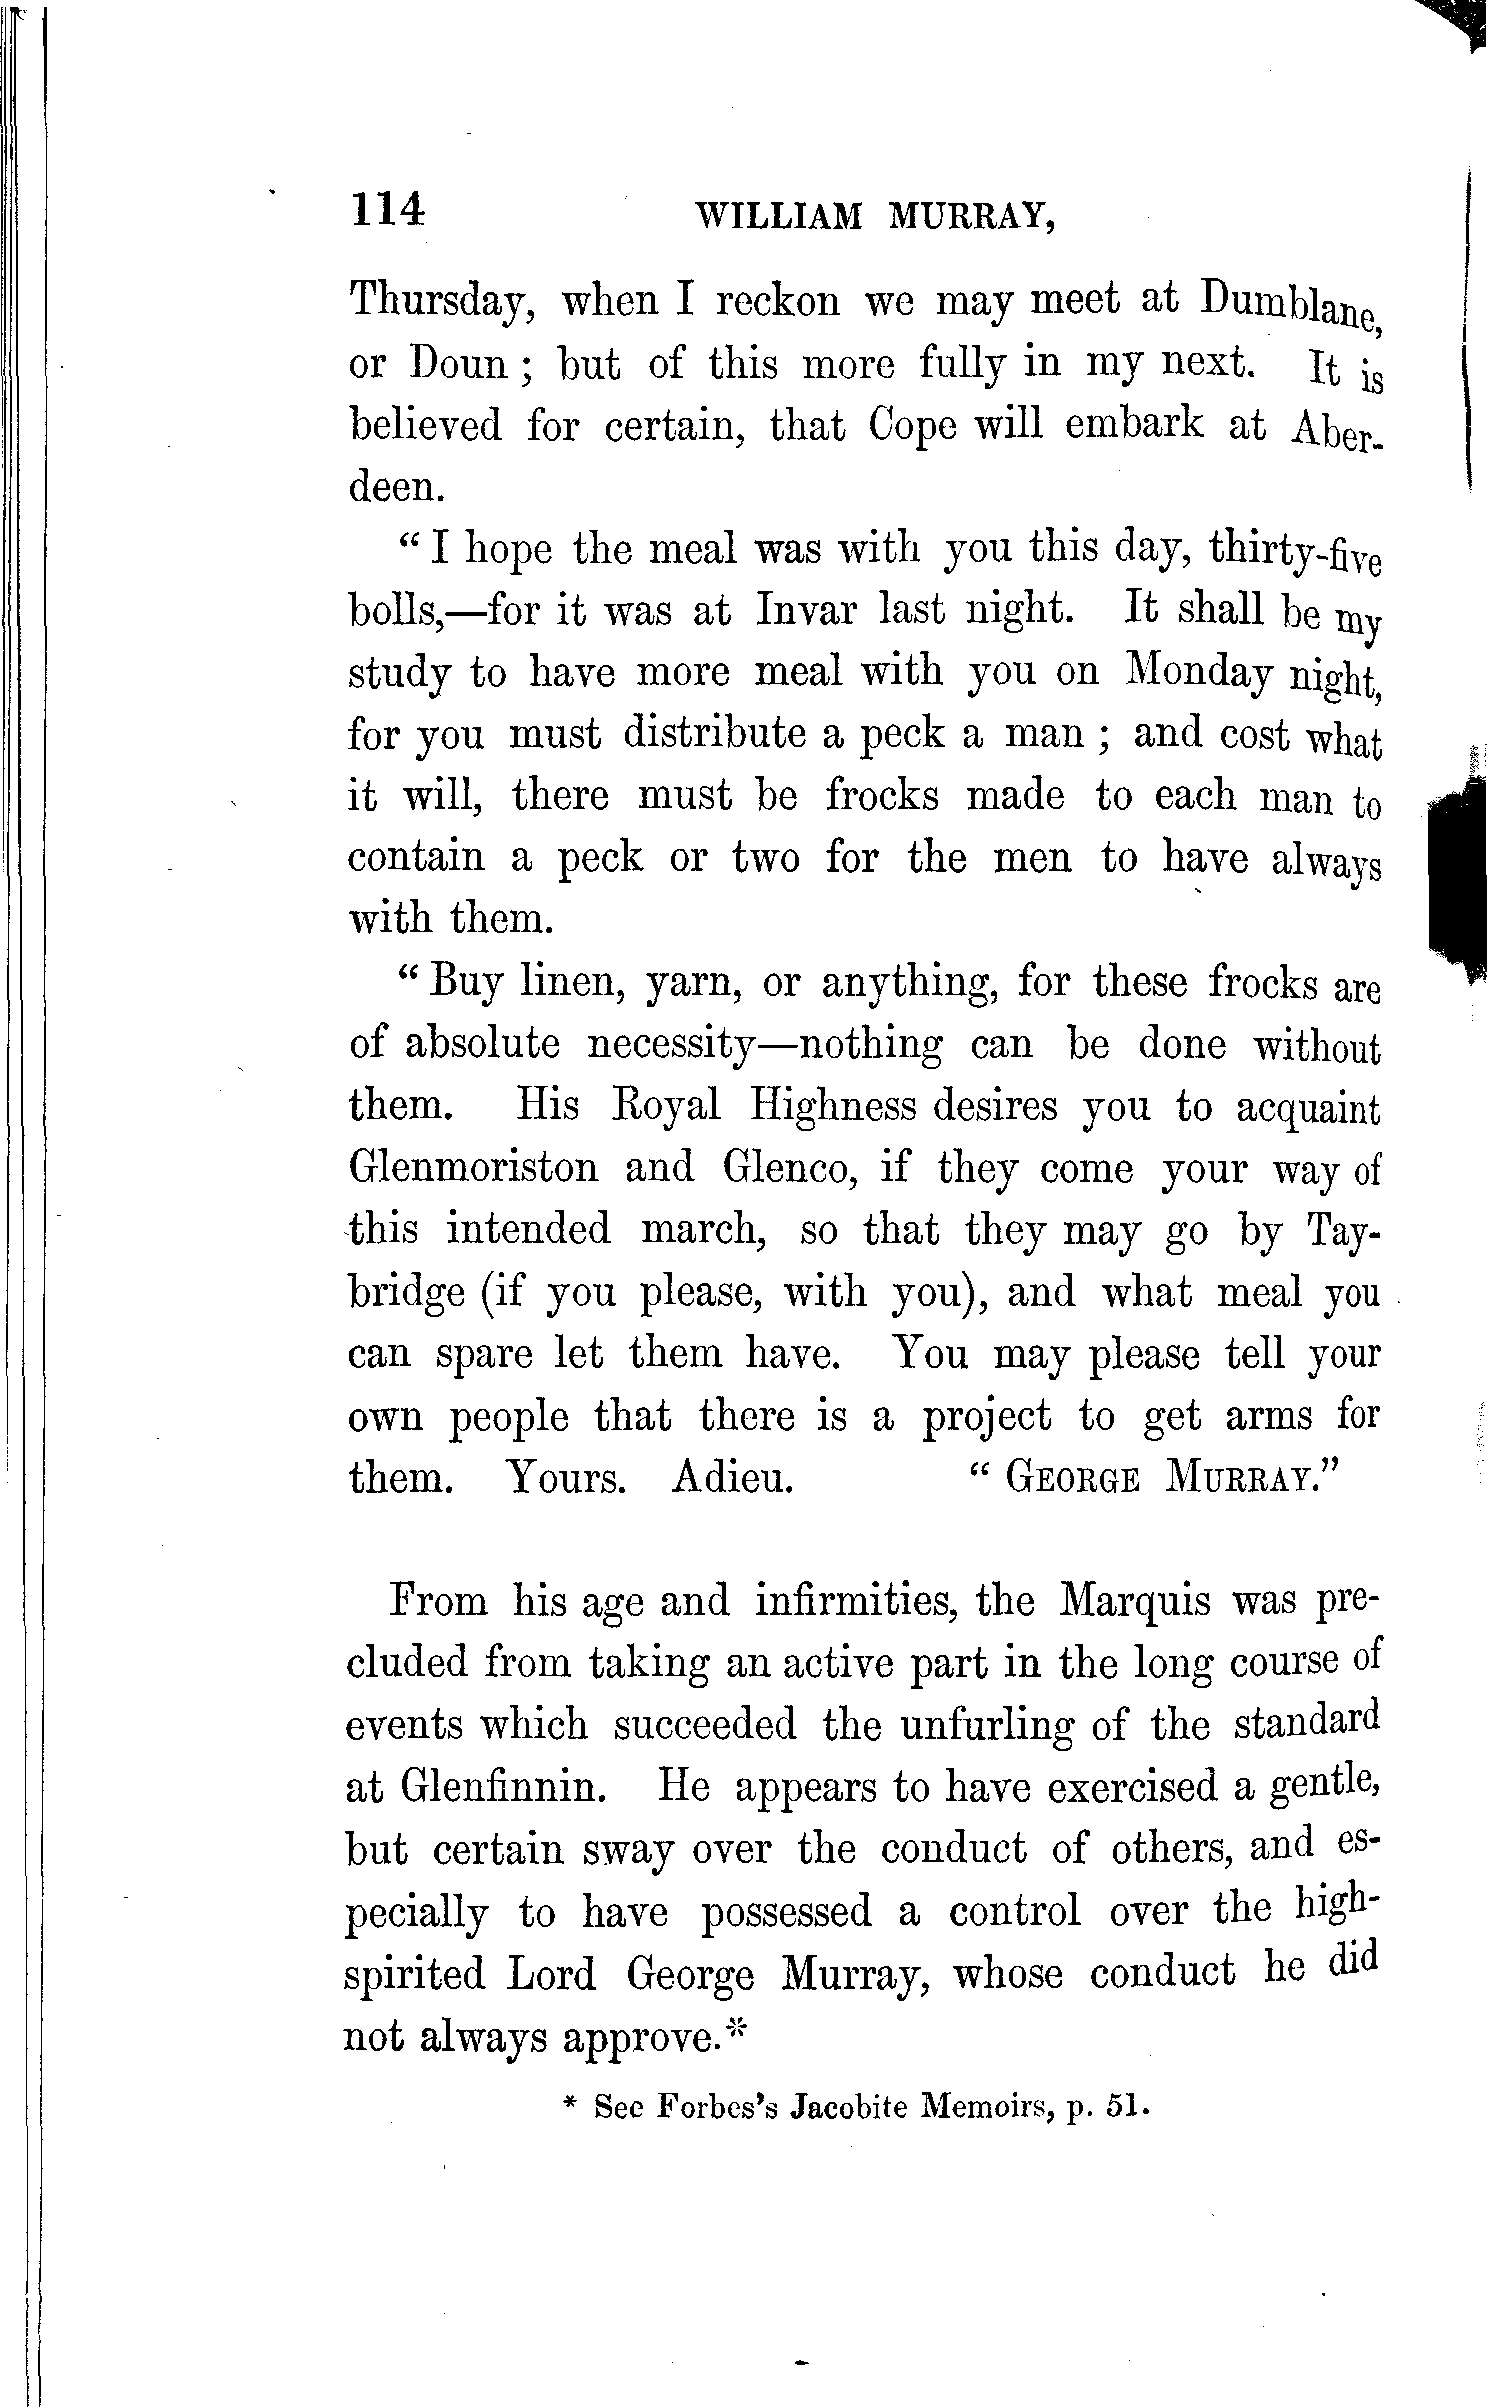 114 WILLIAM MURRAY,
Thursday, when I reckon we may meet at Dumblane,
or Doun ; but of this more fully in my next. It is
believed for certain, that Cope will embark at Aber-
deen.
“ I hope the meal was with you this day, thirty-five
bolls,—for it was at Invar last night. It shall be my
study to have more meal with you on Monday night,
for you must distribute a peck a man ; and cost what
it will, there must be frocks made to each man to
contain a peck or two for the men to have always
with them.
“ Buy linen, yarn, or anything, for these frocks are
of absolute necessity—nothing can be done without
them. His Royal Highness desires you to acquaint
Glenmoriston and Glenco, if they come your way of
this intended march, so that they may go by Tay-
bridge (if you please, with you), and what meal you
can spare let them have. You may please tell your
own people that there is a project to get arms for
them. Yours. Adieu. “ GEORGE MURRAY.”
From his age and infirmities, the Marquis was pre-
cluded from taking an active part in the long course of
events which succeeded the unfurling of the standard
at Glenfinnin. He appears to have exercised a gentle,
but certain sway over the conduct of others, and es-
pecially to have possessed a control over the high-
spirited Lord George Murray, whose conduct he did
not always approve.*
* See Forbes’s Jacobite Memoirs, p. 51.